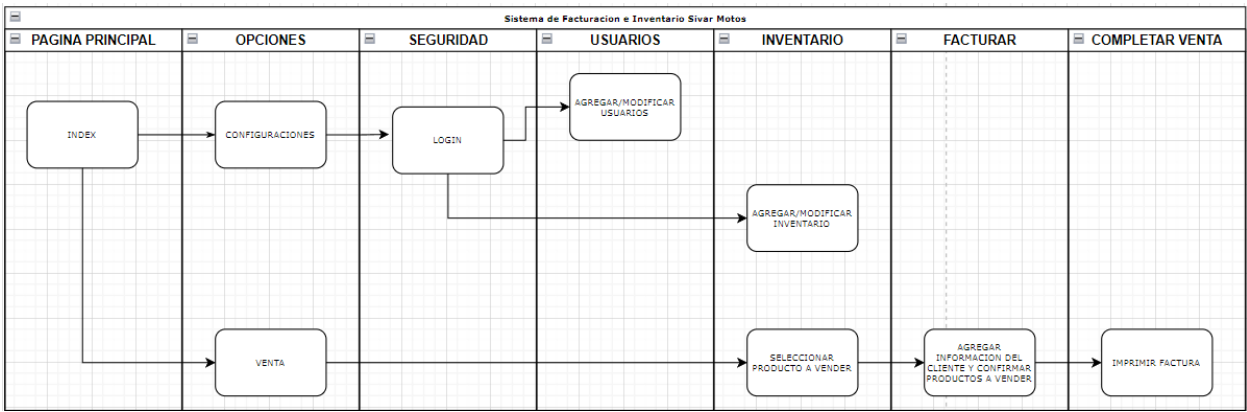 Sistema de Facturacion e Inventario Sivar Motos
PAGINA PRINCIPAL
OPCIONES
SEGURIDAD
USUARIOS
INVENTARIO
FACTURAR
COMPLETAR VENTA
INDEX
CONFIGURACIONES
LOGIN
AGREGAR/MODIFICAR
USUARIOS
AGREGAR/MODIFICAR
INVENTARIO
VENTA
SELECCIONAR
PRODUCTO A VENDER
AGREGAR
INFORMACION DEL
CLIENTE Y CONFIRMAR
PRODUCTOS A VENDER
IMPRIMIR FACTURA